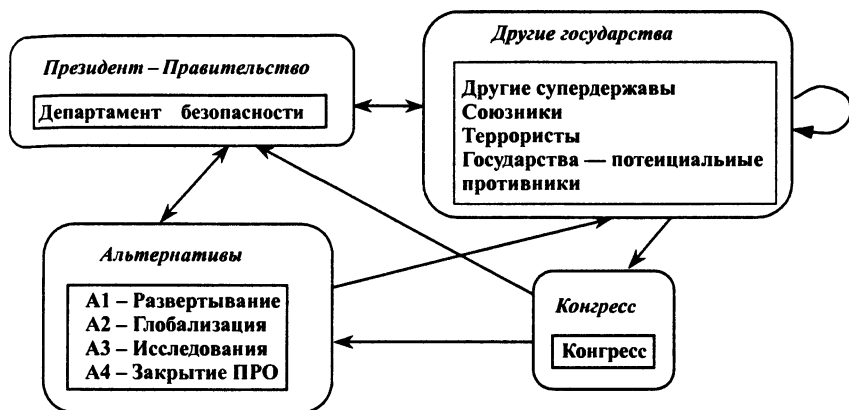 Президент – Правительство
Департамент безопасности
Другие государства
Другие супердержавы
Союзники
Террористы
Государства — потенциальные
противники
Альтернативы
А1 – Развертывание
А2 – Глобализация
А3 – Исследования
А4 – Закрытие ПРО
Конгресс
Конгресс